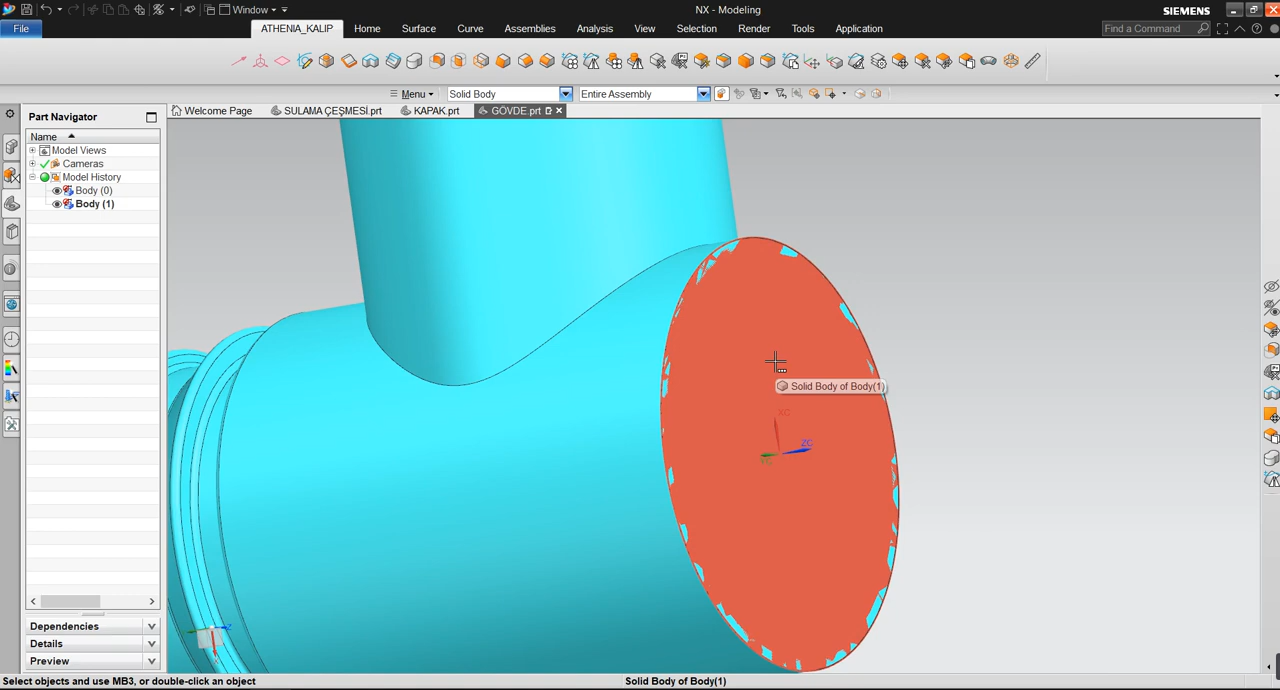 Window
NX - Modeling
SIEMENS
File
ATHENIA_KALIP
Home
Surface
Curve
Assemblies
Analysis
View
Selection
Render
Tools
Application
Find a Command
Menu
Solid Body
Entire Assembly
Part Navigator
Welcome Page
SULAMA ÇEŞMESİ.prt
KAPAK.prt
GÖVDE.prt
Name
Model Views
Cameras
Model History
Body (0)
Body (1)
Solid Body of Body(1)
XC
ZC
YC
Z
Dependencies
Details
Preview
Select objects and use MB3, or double-click an object
Solid Body of Body(1)